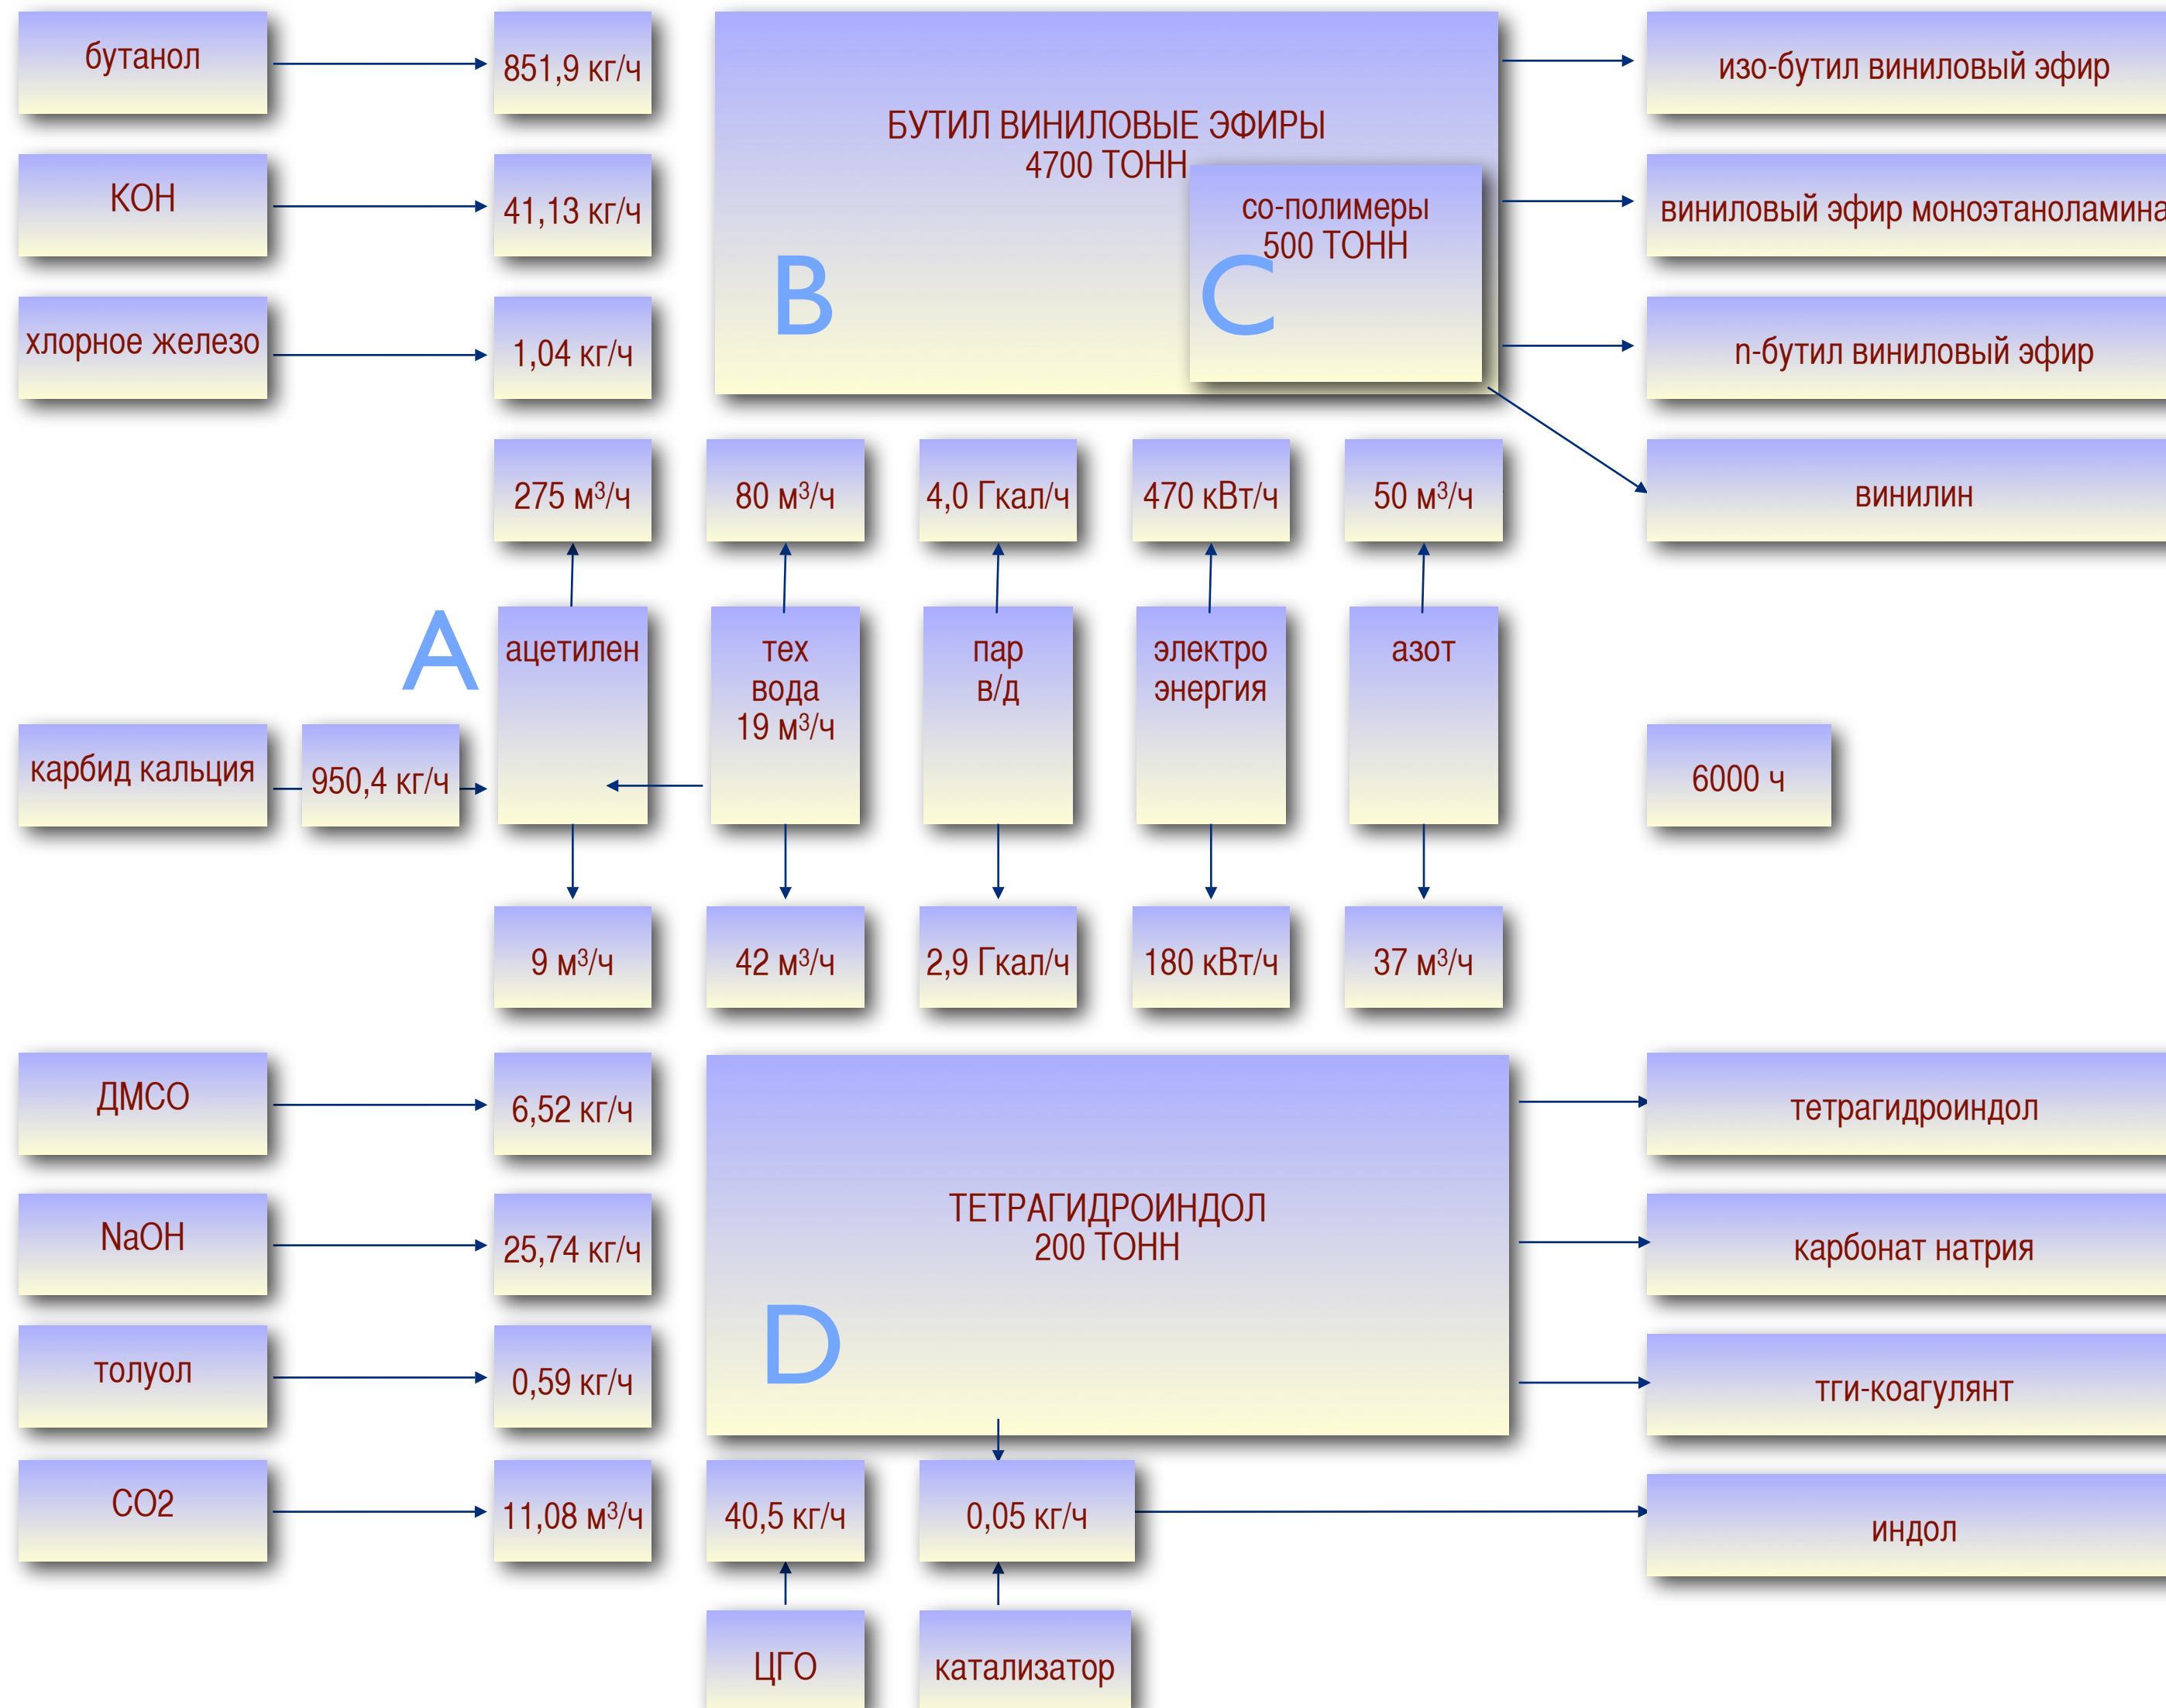 бутанол
851,9 кг/ч
БУТИЛ ВИНИЛОВЫЕ ЭФИРЫ
4700 ТОНН
изо-бутил виниловый эфир
КОН
41,13 кг/ч
со-полимеры
500 ТОНН
виниловый эфир моноэтаноламина
B
C
хлорное железо
1,04 кг/ч
n-бутил виниловый эфир
275 м³/ч
80 м³/ч
4,0 Гкал/ч
470 кВт/ч
50 м³/ч
винилин
A
ацетилен
тех
вода
19 м³/ч
пар
в/д
электро
энергия
азот
карбид кальция
950,4 кг/ч
6000 ч
9 м³/ч
42 м³/ч
2,9 Гкал/ч
180 кВт/ч
37 м³/ч
ДМСО
6,52 кг/ч
тетрагидроиндол
NaOH
25,74 кг/ч
ТЕТРАГИДРОИНДОЛ
200 ТОНН
карбонат натрия
D
толуол
0,59 кг/ч
тги-коагулянт
СО2
11,08 м³/ч
40,5 кг/ч
0,05 кг/ч
индол
ЦГО
катализатор